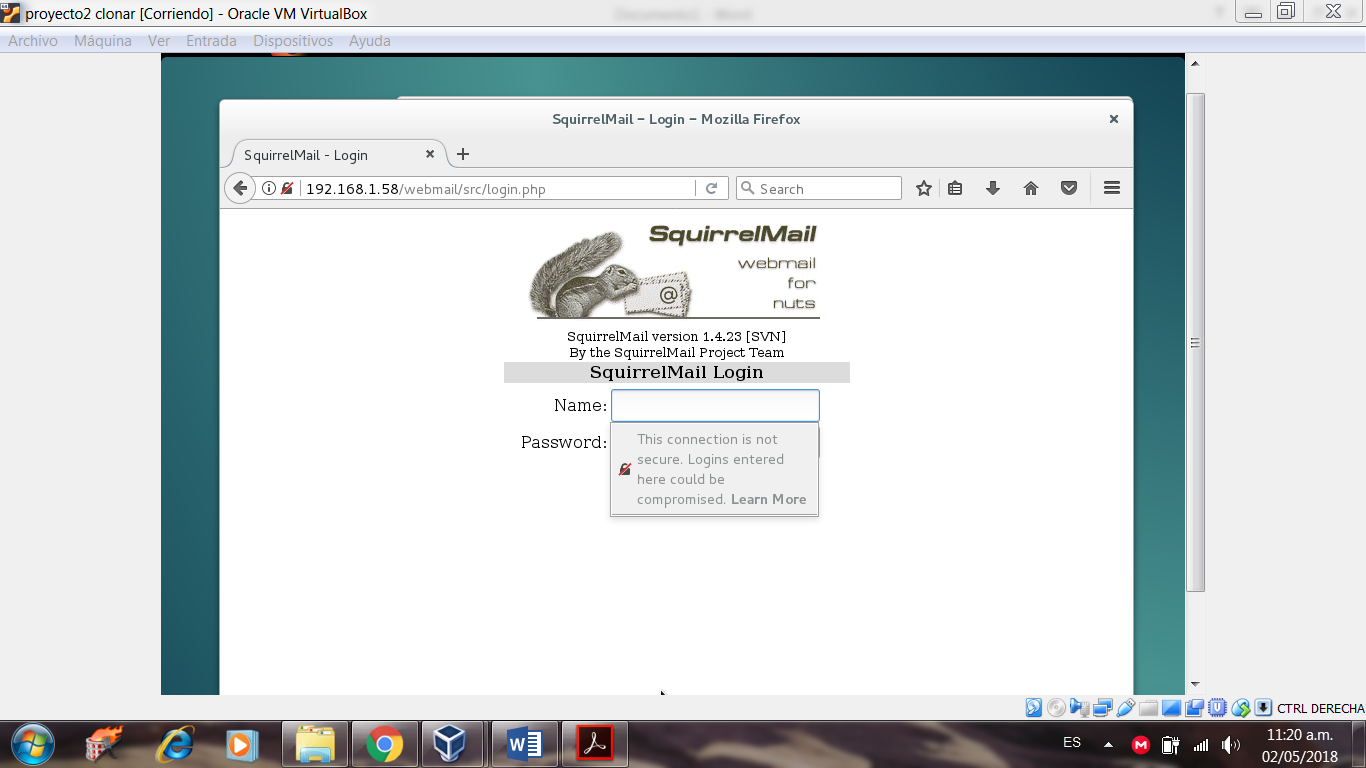 proyecto2 clonar [Corriendo] - Oracle VM VirtualBox
Archivo Máquina Ver Entrada Dispositivos Ayuda
SquirrelMail – Login – Mozilla Firefox
SquirrelMail - Login
192.168.1.58/webmail/src/login.php
Search
SquirrelMail
webmail
for
nuts
@
SquirrelMail version 1.4.23 [SVN]
By the SquirrelMail Project Team
SquirrelMail Login
Name:
Password:
This connection is not
secure. Logins entered
here could be
compromised. Learn More
CTRL DERECHA
ES
11:20 a.m.
02/05/2018